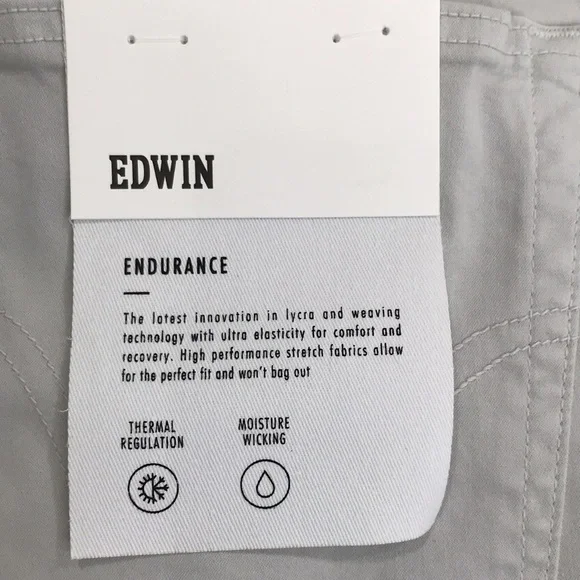 EDWIN
ENDURANCE
The latest innovation in lycra and weaving
technology with ultra elasticity for comfort and
recovery. High performance stretch fabrics allow
for the perfect fit and won't bag out
THERMAL
REGULATION
MOISTURE
WICKING